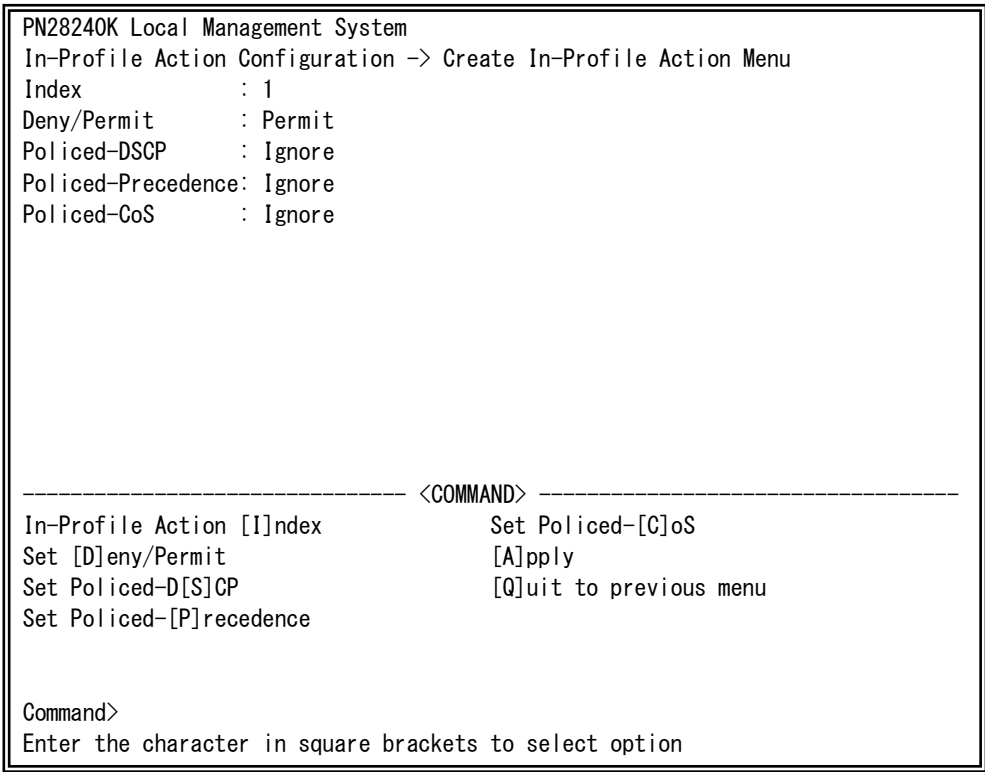 PN28240K Local Management System
In-Profile Action Configuration -> Create In-Profile Action Menu
Index : 1
Deny/Permit : Permit
Policed-DSCP : Ignore
Policed-Precedence: Ignore
Policed-CoS : Ignore
-------------------------------- <COMMAND> -----------------------------------
In-Profile Action [I]ndex Set Policed-[C]oS
Set [D]eny/Permit [A]pply
Set Policed-D[S]CP [Q]uit to previous menu
Set Policed-[P]recedence
Command>
Enter the character in square brackets to select option